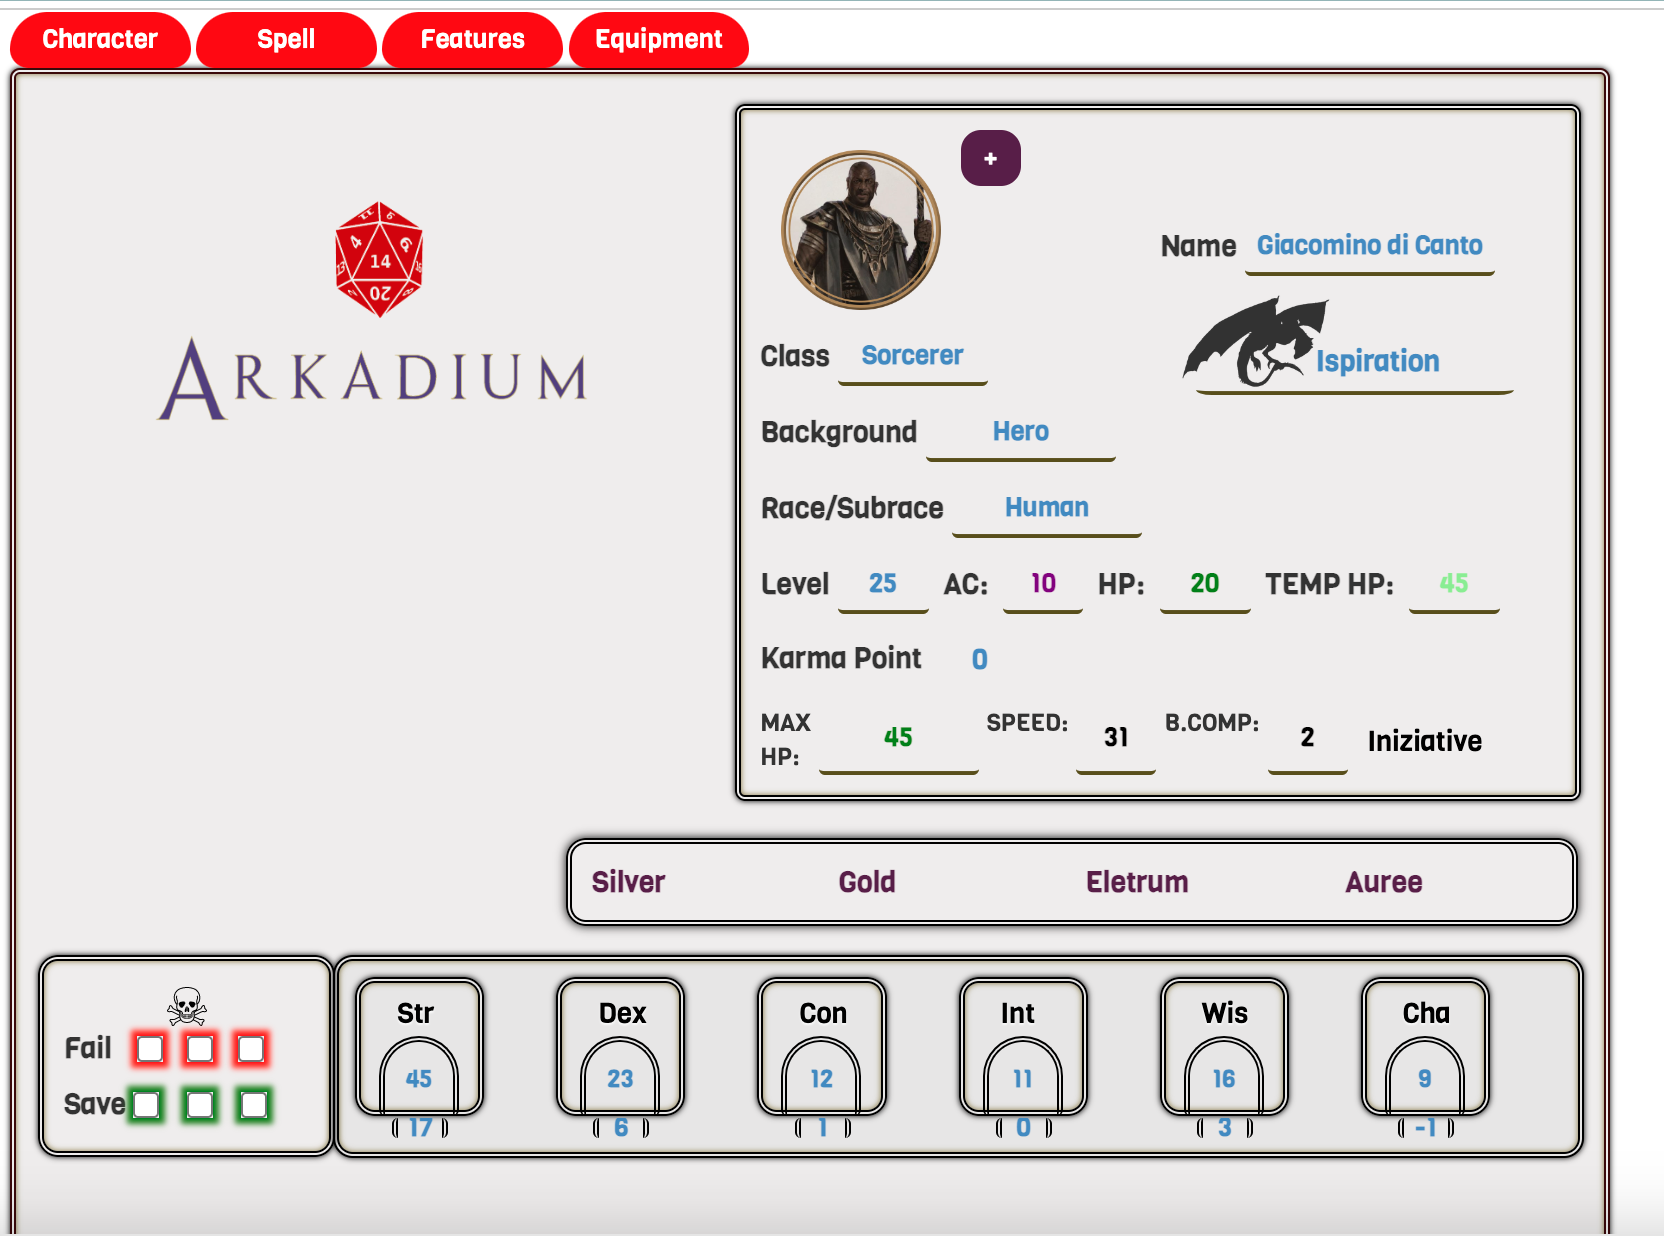 Character Spell Features Equipment
+
Name Giacomino di Canto
14
20
ARKADIUM
Class Sorcerer
Ispiration
Background Hero
Race/Subrace Human
Level 25 AC: 10 HP: 20 TEMP HP: 45
Karma Point 0
MAX HP: 45 SPEED: 31 B.COMP: 2 Iniziative
Silver Gold Eletrum Auree
Fail
Save
Str Dex Con Int Wis Cha
45 23 12 11 16 9
17 6 1 0 3 -1